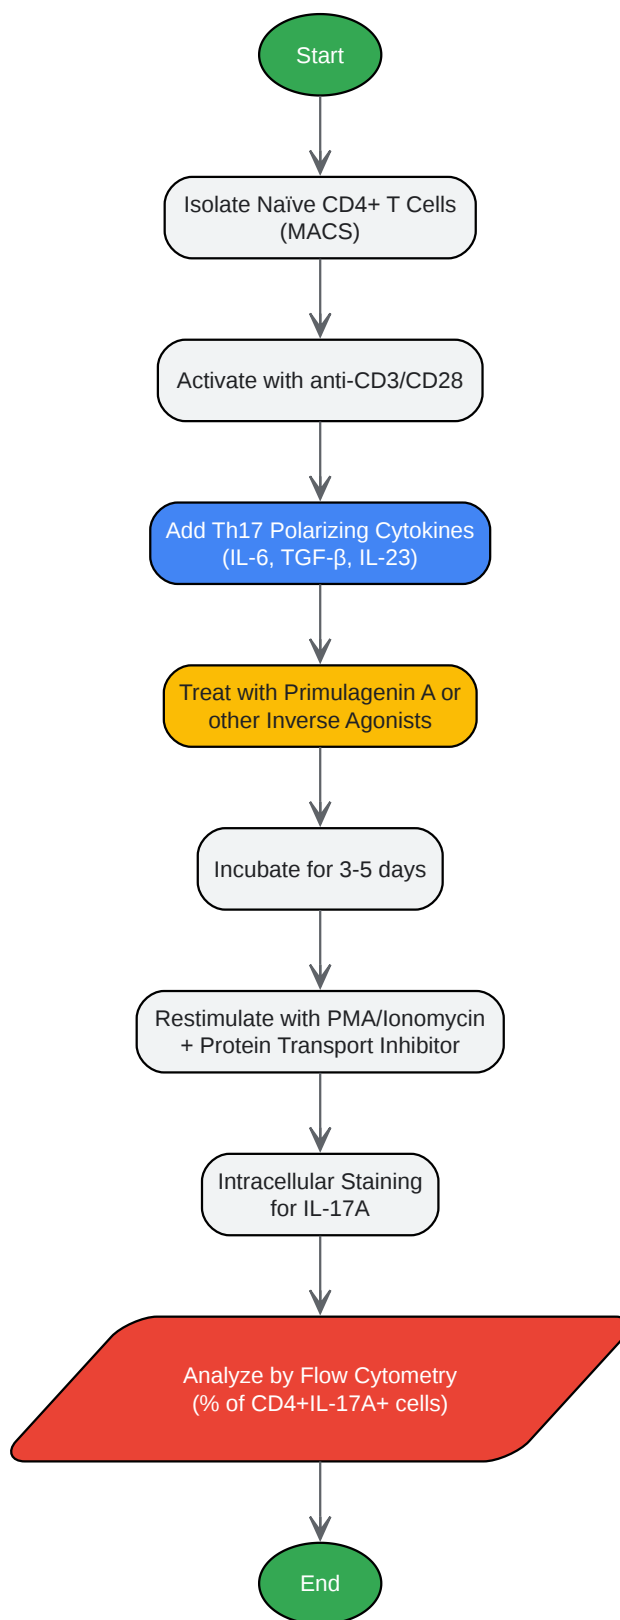 Start
Isolate Naïve CD4+ T Cells
(MACS)
Activate with anti-CD3/CD28
Add Th17 Polarizing Cytokines
(IL-6, TGF-β, IL-23)
Treat with Primulagenin A or
other Inverse Agonists
Incubate for 3-5 days
Restimulate with PMA/Ionomycin
+ Protein Transport Inhibitor
Intracellular Staining
for IL-17A
Analyze by Flow Cytometry
(% of CD4+IL-17A+ cells)
End